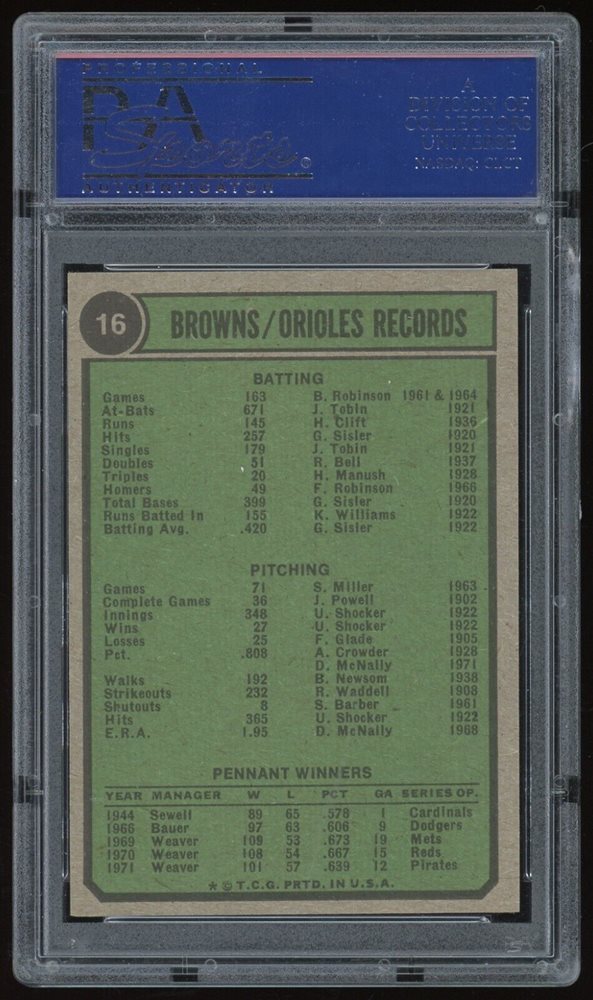 PROFESSIONAL
PSA
Sports®
AUTHENTICATOR
A
DIVISION OF
COLLECTORS
UNIVERSE
NASDAQ: CLCT
16
BROWNS/ORIOLES RECORDS
BATTING
Games 163 B. Robinson 1961 & 1964
At-Bats 671 J. Tobin 1921
Runs 145 H. Clift 1936
Hits 257 G. Sisler 1920
Singles 179 J. Tobin 1921
Doubles 51 R. Bell 1937
Triples 20 H. Manush 1928
Homers 49 F. Robinson 1966
Total Bases 399 G. Sisler 1920
Runs Batted In 155 K. Williams 1922
Batting Avg. .420 G. Sisler 1922
PITCHING
Games 71 S. Miller 1963
Complete Games 36 J. Powell 1902
Innings 348 U. Shocker 1922
Wins 27 U. Shocker 1922
Losses 25 F. Glade 1905
Pct. .808 A. Crowder 1928
D. McNally 1971
Walks 192 B. Newsom 1938
Strikeouts 232 R. Waddell 1908
Shutouts 8 S. Barber 1961
Hits 365 U. Shocker 1922
E.R.A. 1.95 D. McNally 1968
PENNANT WINNERS
YEAR MANAGER W L PCT GA SERIES OP.
1944 Sewell 89 65 .578 1 Cardinals
1966 Bauer 97 63 .606 9 Dodgers
1969 Weaver 109 53 .673 19 Mets
1970 Weaver 108 54 .667 15 Reds
1971 Weaver 101 57 .639 12 Pirates
* © T.C.G. PRTD. IN U.S.A.